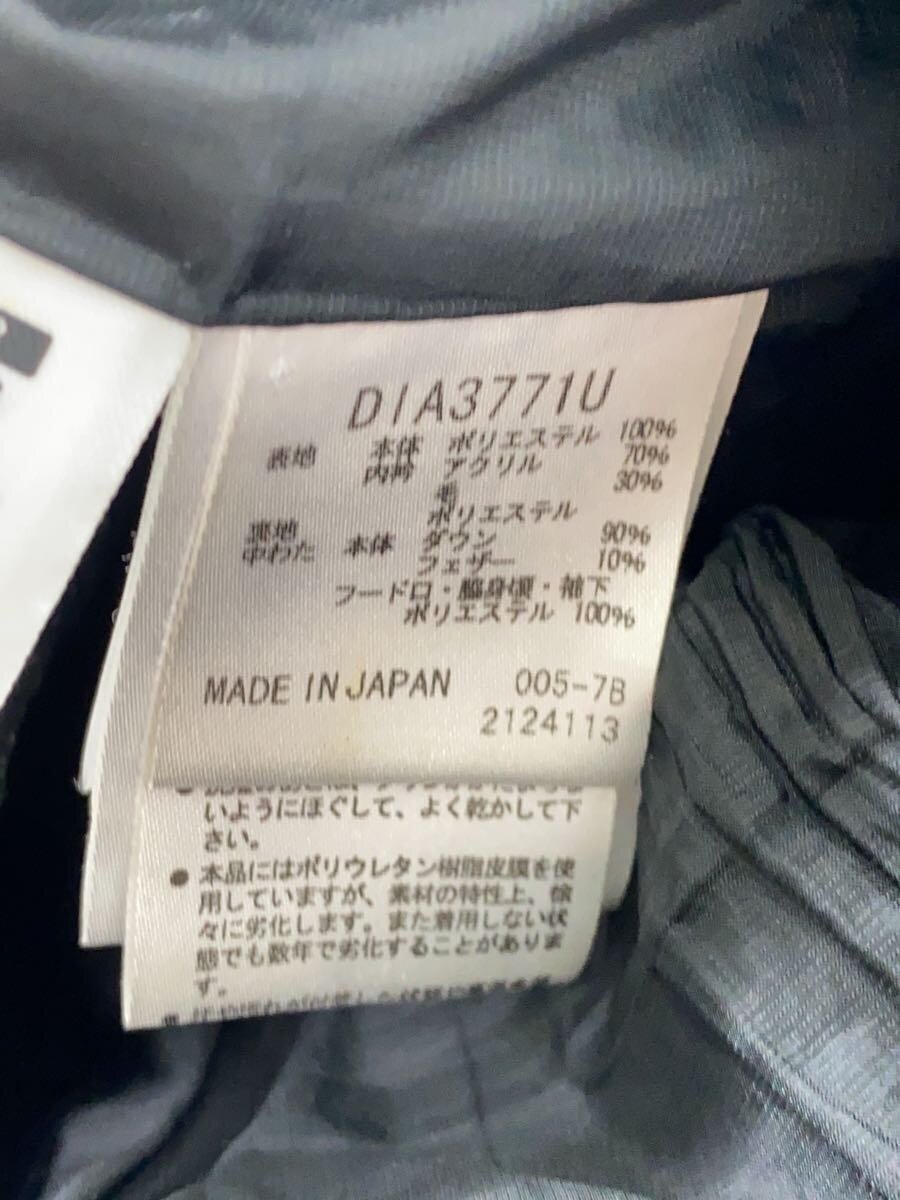 DIA3771U
表地 本体 ポリエステル 100%
内衿 アクリル 70%
毛 30%
裏地 ポリエステル
中わた 本体 ダウン 90%
フェザー 10%
フードロ・脇身頃・袖下
ポリエステル 100%
MADE IN JAPAN 005-7B
2124113
いようにほぐして、よく乾かして下
さい。
● 本品にはポリウレタン樹脂皮膜を使
用していますが、素材の特性上、徐
々に劣化します。また着用しない状
態でも数年で劣化することがありま
す。